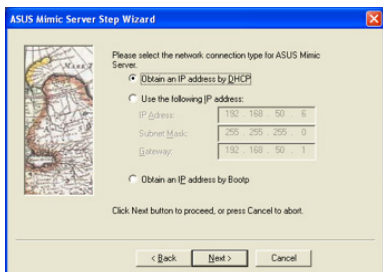 ASUS Mimic Server Step Wizard
Please select the network connection type for ASUS Mimic
Server.
Obtain an IP address by DHCP
Use the following IP address:
IP Adress: 192 . 168 . 50 . 6
Subnet Mask: 255 . 255 . 255 . 0
Gateway: 192 . 168 . 50 . 1
Obtain an IP address by Bootp
Click Next button to proceed, or press Cancel to abort.
< Back Next > Cancel